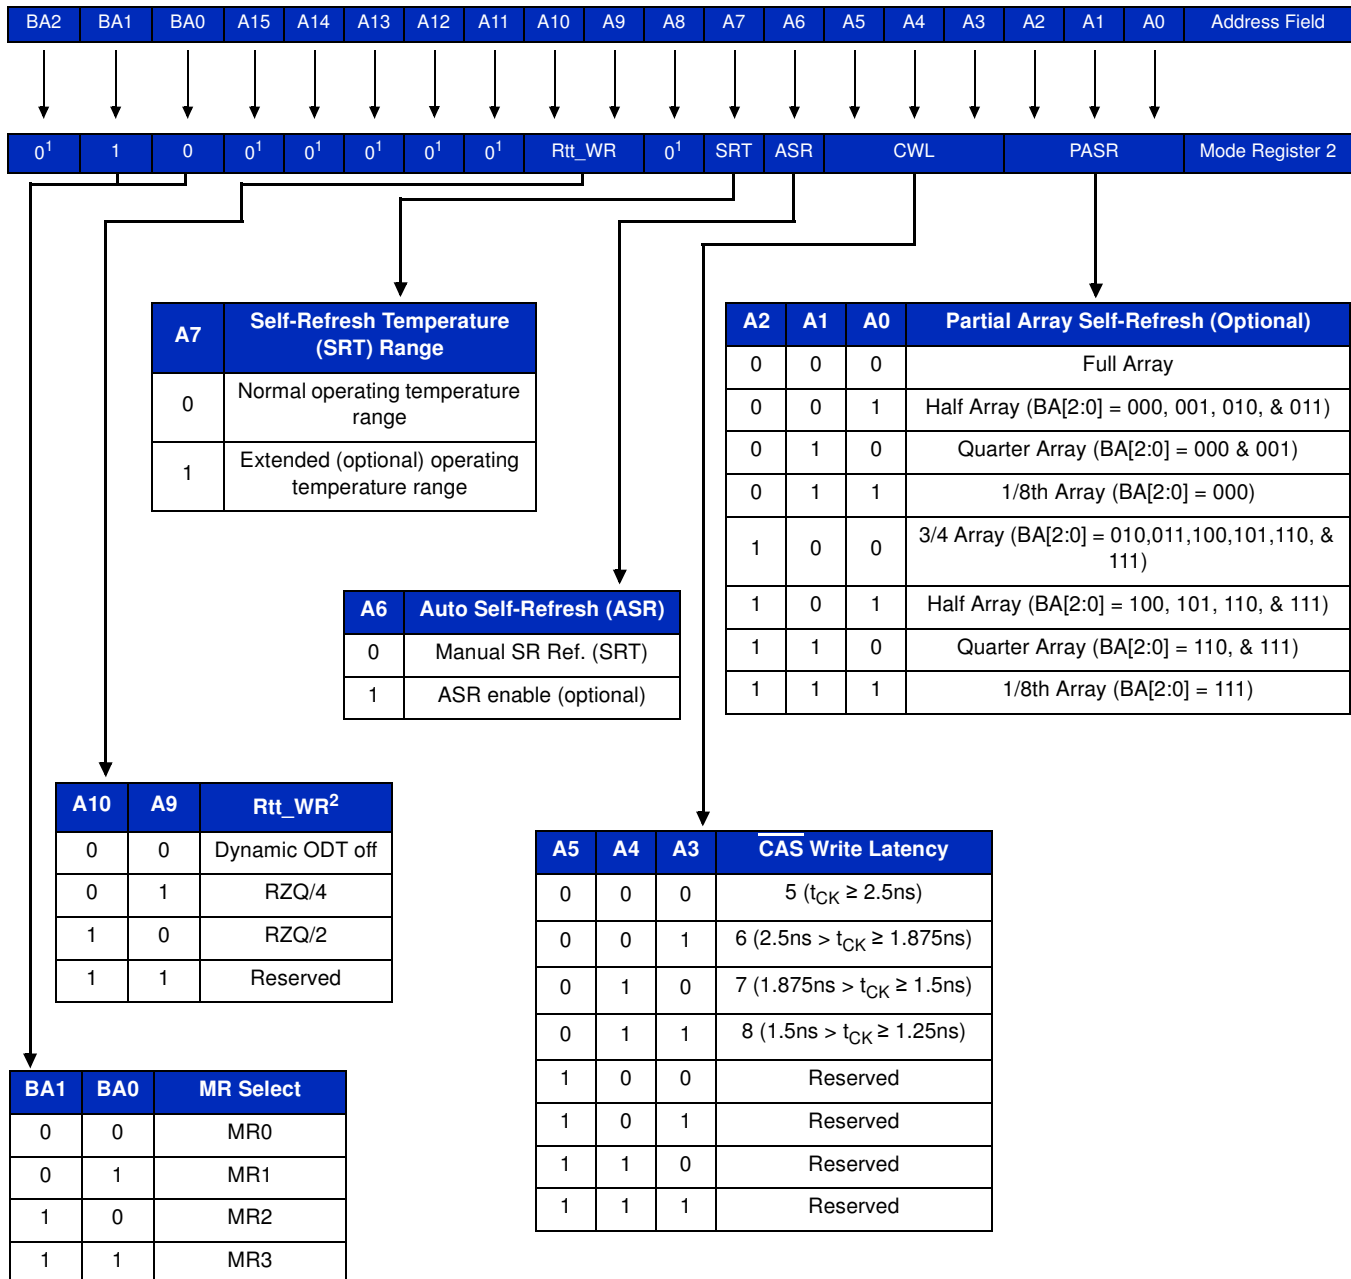 BA2 BA1 BA0 A15 A14 A13 A12 A11 A10 A9 A8 A7 A6 A5 A4 A3 A2 A1 A0 Address Field
0¹ 1 0 0¹ 0¹ 0¹ 0¹ 0¹ Rtt_WR 0¹ SRT ASR CWL PASR Mode Register 2
A7 Self-Refresh Temperature
(SRT) Range
0 Normal operating temperature
range
1 Extended (optional) operating
temperature range
A2 A1 A0 Partial Array Self-Refresh (Optional)
0 0 0 Full Array
0 0 1 Half Array (BA[2:0] = 000, 001, 010, & 011)
0 1 0 Quarter Array (BA[2:0] = 000 & 001)
0 1 1 1/8th Array (BA[2:0] = 000)
1 0 0 3/4 Array (BA[2:0] = 010,011,100,101,110, &
111)
1 0 1 Half Array (BA[2:0] = 100, 101, 110, & 111)
1 1 0 Quarter Array (BA[2:0] = 110, & 111)
1 1 1 1/8th Array (BA[2:0] = 111)
A6 Auto Self-Refresh (ASR)
0 Manual SR Ref. (SRT)
1 ASR enable (optional)
A10 A9 Rtt_WR²
0 0 Dynamic ODT off
0 1 RZQ/4
1 0 RZQ/2
1 1 Reserved
A5 A4 A3 C̅A̅S̅ Write Latency
0 0 0 5 (tCK ≥ 2.5ns)
0 0 1 6 (2.5ns > tCK ≥ 1.875ns)
0 1 0 7 (1.875ns > tCK ≥ 1.5ns)
0 1 1 8 (1.5ns > tCK ≥ 1.25ns)
1 0 0 Reserved
1 0 1 Reserved
1 1 0 Reserved
1 1 1 Reserved
BA1 BA0 MR Select
0 0 MR0
0 1 MR1
1 0 MR2
1 1 MR3